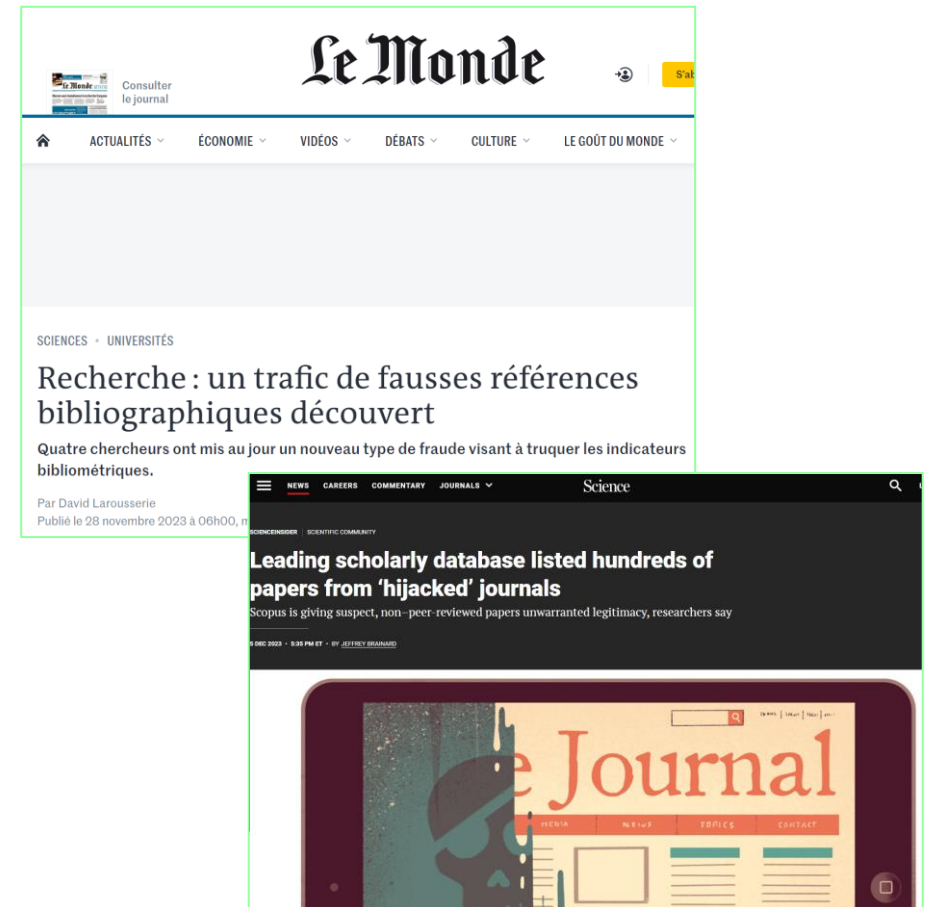 Le Monde
Consulter
le journal
S'ab
ACTUALITÉS ÉCONOMIE VIDÉOS DÉBATS CULTURE LE GOÛT DU MONDE
SCIENCES • UNIVERSITÉS
Recherche : un trafic de fausses références
bibliographiques découvert
Quatre chercheurs ont mis au jour un nouveau type de fraude visant à truquer les indicateurs
bibliométriques.
Par David Larousserie
Publié le 28 novembre 2023 à 06h00, m
NEWS CAREERS COMMENTARY JOURNALS Science
SCIENCEINSIDER SCIENTIFIC COMMUNITY
Leading scholarly database listed hundreds of
papers from ‘hijacked’ journals
Scopus is giving suspect, non–peer-reviewed papers unwarranted legitimacy, researchers say
DEC 2023 • 5:35 PM ET • BY JEFFREY BRAINARD
e Journal
MEDIA NEWS TOPICS CONTACT